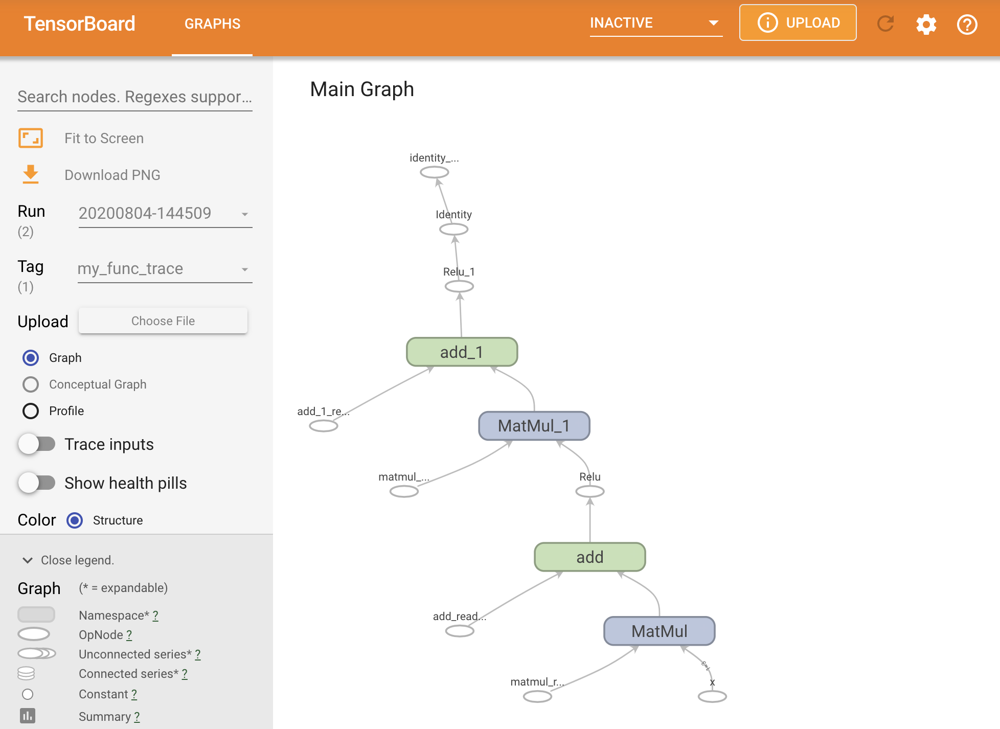 TensorBoard
GRAPHS
INACTIVE
UPLOAD
Search nodes. Regexes suppor...
Fit to Screen
Download PNG
Run
(2)
20200804-144509
Tag
(1)
my_func_trace
Upload
Choose File
Graph
Conceptual Graph
Profile
Trace inputs
Show health pills
Color
Structure
Close legend.
Graph
(* = expandable)
Namespace* ?
OpNode ?
Unconnected series* ?
Connected series* ?
Constant ?
Summary ?
Main Graph
identity_...
Identity
Relu_1
add_1
add_1_re...
MatMul_1
matmul_...
Relu
add
add_read...
MatMul
1×3
matmul_r...
x